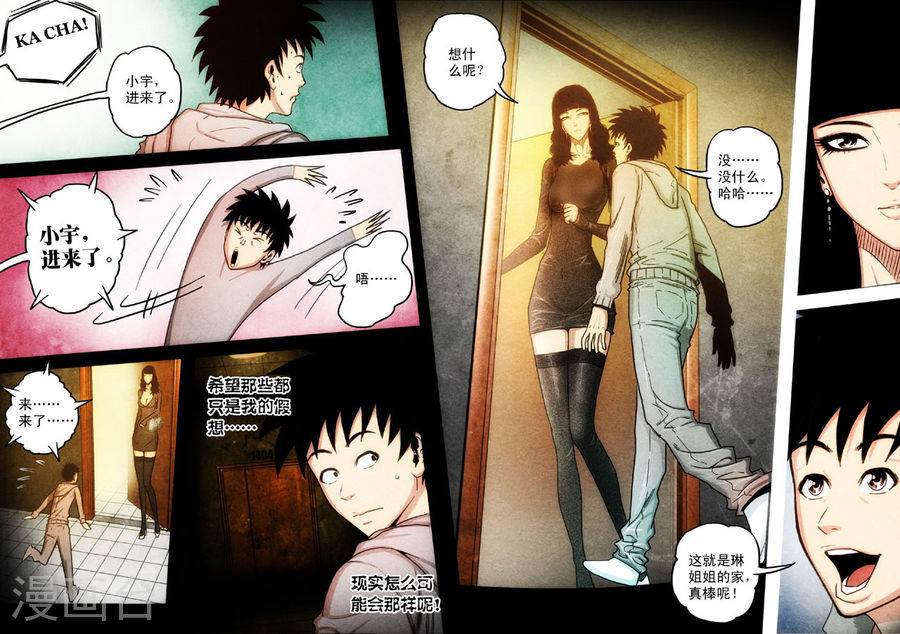 KA CHA!
小宇，
进来了。
小宇，
进来了。
唔……
来……
来了……
希望那些都
只是我的假
想……
1404
现实怎么可
能会那样呢！
想什
么呢？
没……
没什么。
哈哈……
这就是琳
姐姐的家，
真棒呢！
漫画台